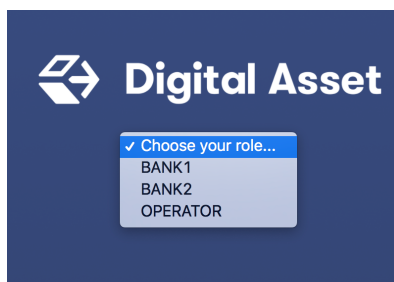 Digital Asset
✓ Choose your role...
BANK1
BANK2
OPERATOR